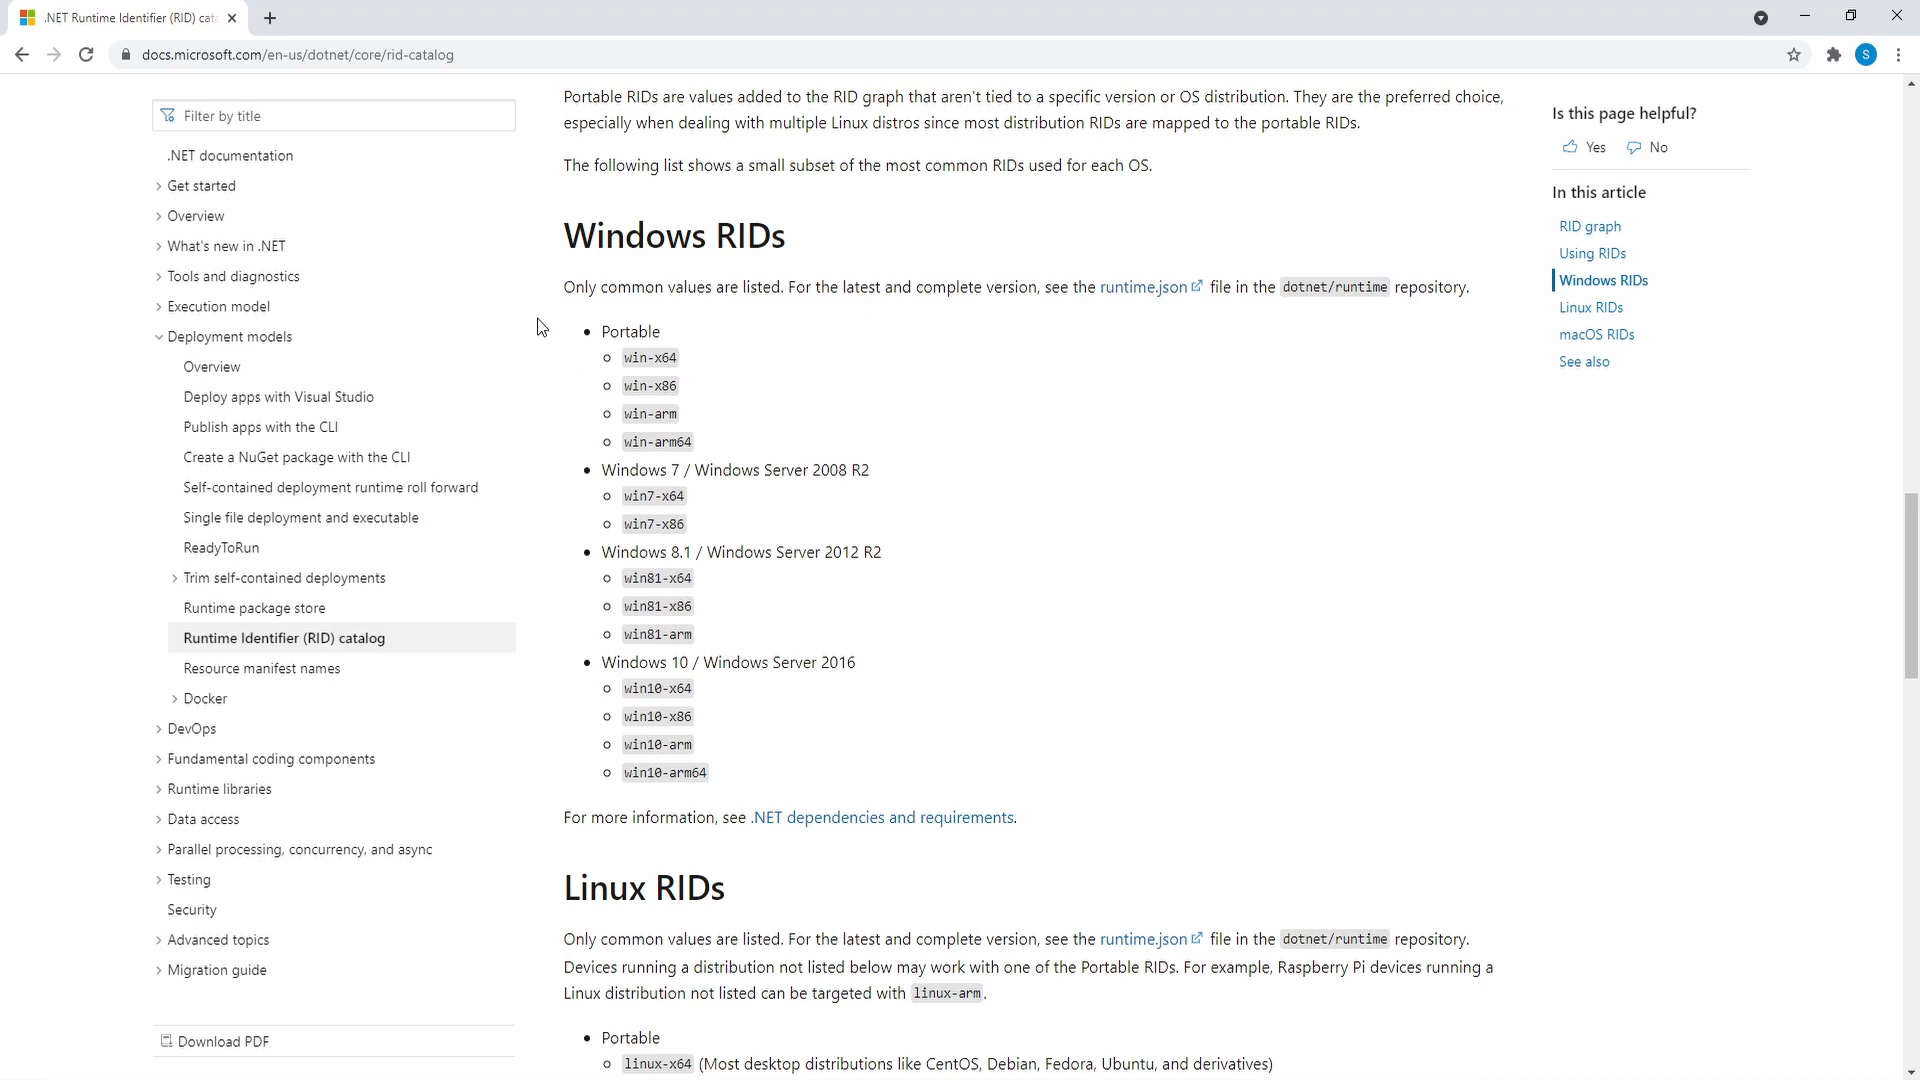 .NET Runtime Identifier (RID) cata
docs.microsoft.com/en-us/dotnet/core/rid-catalog
S
Filter by title
.NET documentation
Get started
Overview
What's new in .NET
Tools and diagnostics
Execution model
Deployment models
Overview
Deploy apps with Visual Studio
Publish apps with the CLI
Create a NuGet package with the CLI
Self-contained deployment runtime roll forward
Single file deployment and executable
ReadyToRun
Trim self-contained deployments
Runtime package store
Runtime Identifier (RID) catalog
Resource manifest names
Docker
DevOps
Fundamental coding components
Runtime libraries
Data access
Parallel processing, concurrency, and async
Testing
Security
Advanced topics
Migration guide
Download PDF
Portable RIDs are values added to the RID graph that aren't tied to a specific version or OS distribution. They are the preferred choice,
especially when dealing with multiple Linux distros since most distribution RIDs are mapped to the portable RIDs.
The following list shows a small subset of the most common RIDs used for each OS.
Windows RIDs
Only common values are listed. For the latest and complete version, see the runtime.json file in the dotnet/runtime repository.
Portable
win-x64
win-x86
win-arm
win-arm64
Windows 7 / Windows Server 2008 R2
win7-x64
win7-x86
Windows 8.1 / Windows Server 2012 R2
win81-x64
win81-x86
win81-arm
Windows 10 / Windows Server 2016
win10-x64
win10-x86
win10-arm
win10-arm64
For more information, see .NET dependencies and requirements.
Linux RIDs
Only common values are listed. For the latest and complete version, see the runtime.json file in the dotnet/runtime repository.
Devices running a distribution not listed below may work with one of the Portable RIDs. For example, Raspberry Pi devices running a
Linux distribution not listed can be targeted with linux-arm.
Portable
linux-x64 (Most desktop distributions like CentOS, Debian, Fedora, Ubuntu, and derivatives)
Is this page helpful?
Yes No
In this article
RID graph
Using RIDs
Windows RIDs
Linux RIDs
macOS RIDs
See also